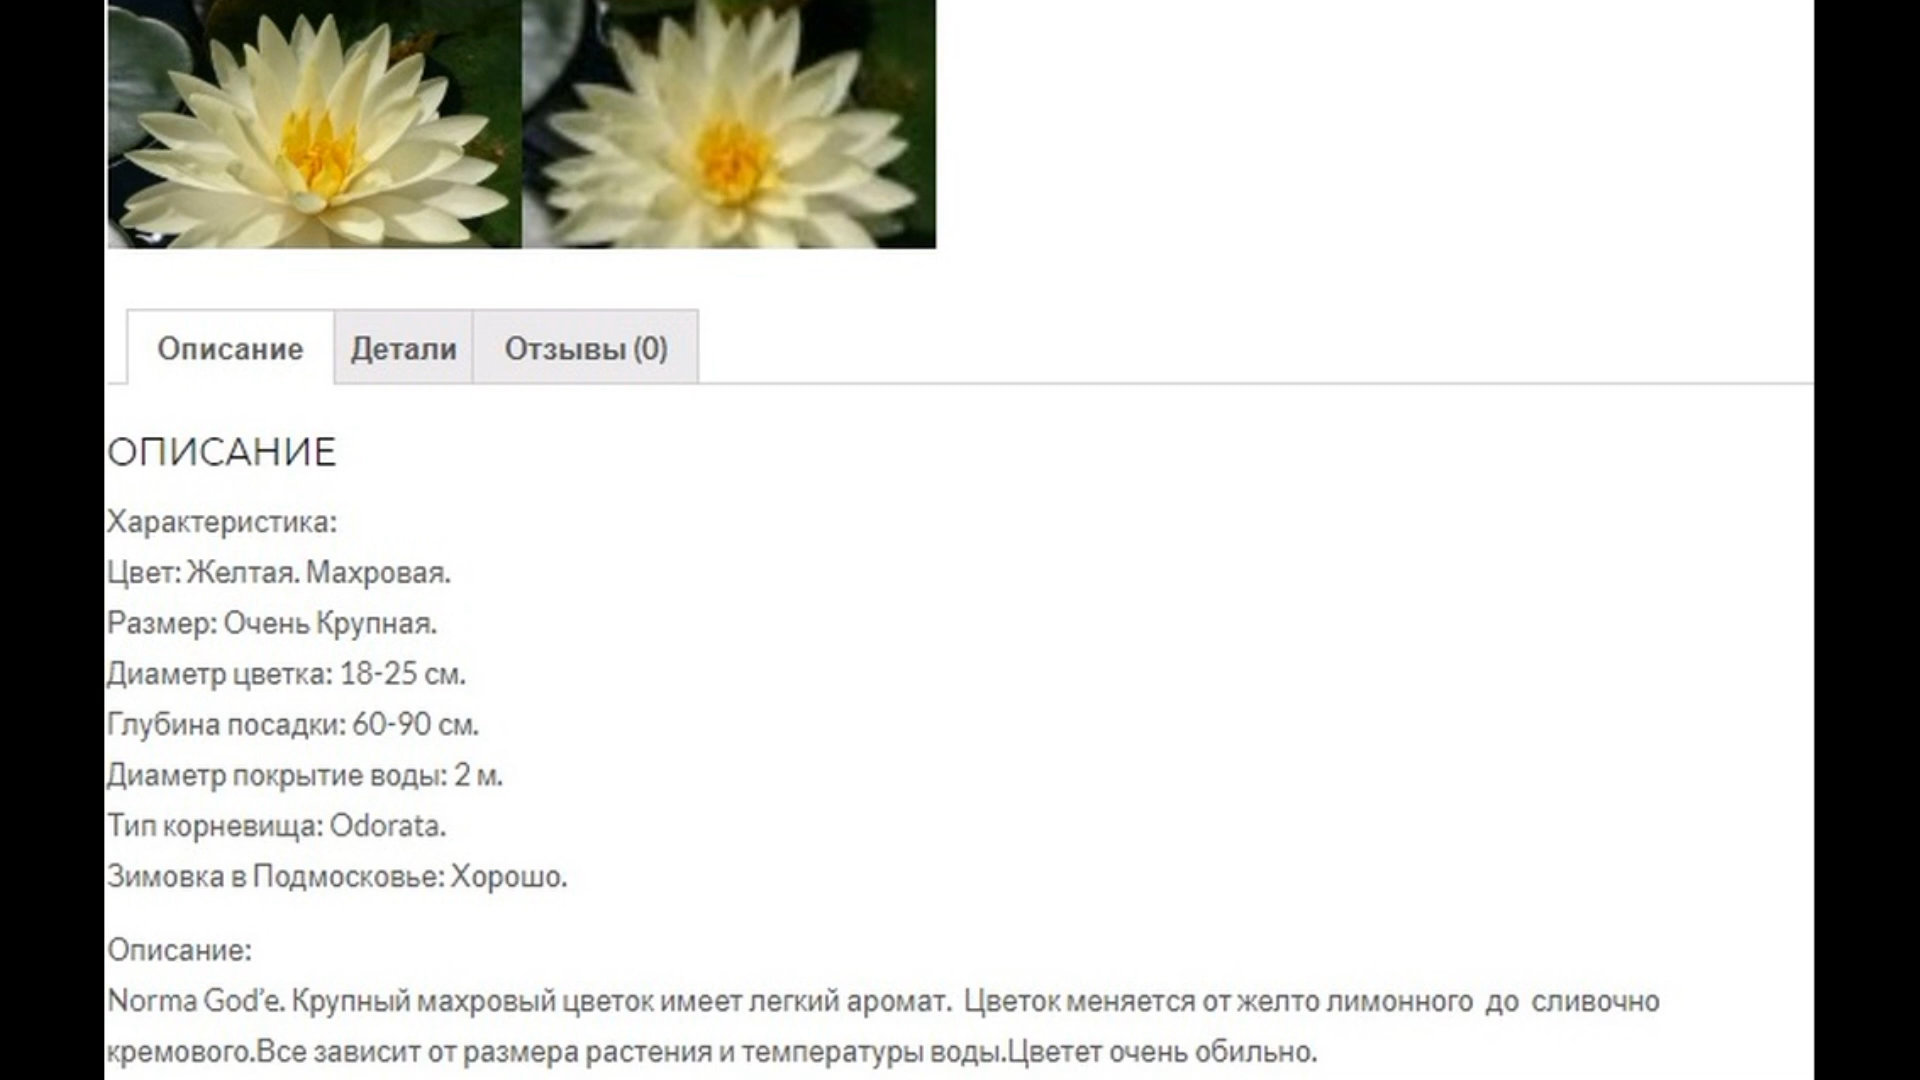 Описание Детали Отзывы (0)
ОПИСАНИЕ
Характеристика:
Цвет: Желтая. Махровая.
Размер: Очень Крупная.
Диаметр цветка: 18-25 см.
Глубина посадки: 60-90 см.
Диаметр покрытие воды: 2 м.
Тип корневища: Odorata.
Зимовка в Подмосковье: Хорошо.
Описание:
Norma God’e. Крупный махровый цветок имеет легкий аромат. Цветок меняется от желто лимонного до сливочно
кремового.Все зависит от размера растения и температуры воды.Цветет очень обильно.